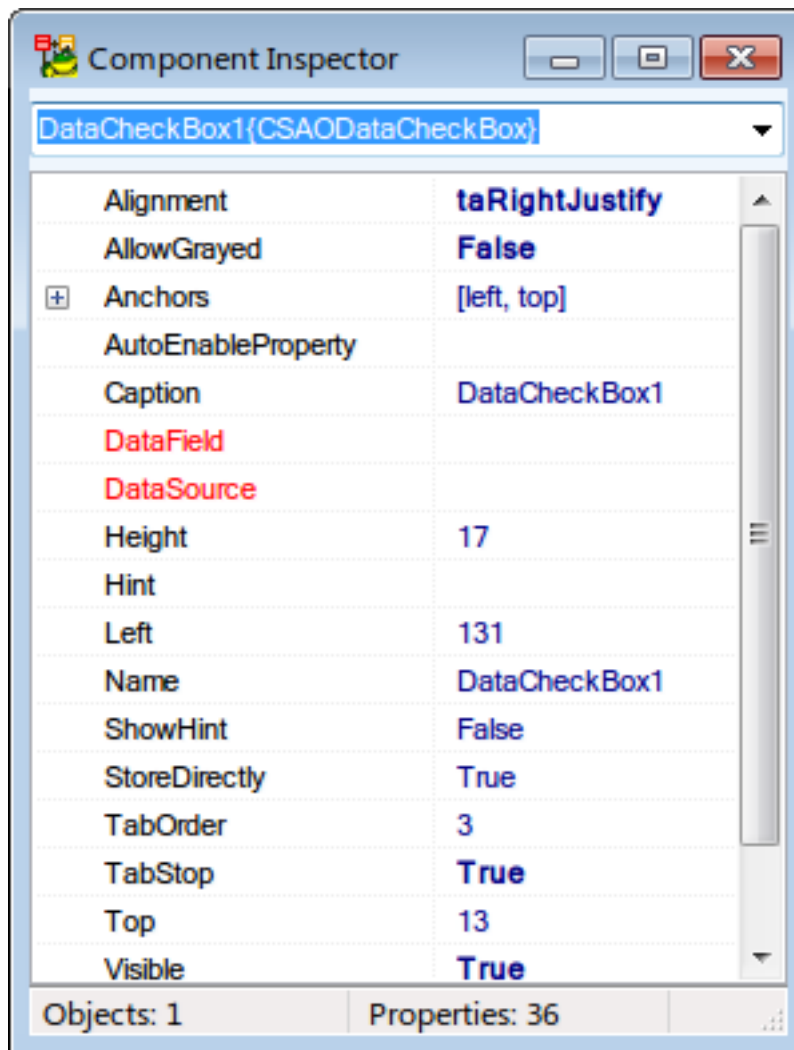 Component Inspector
DataCheckBox1{CSAODataCheckBox}
Alignment taRightJustify
AllowGrayed False
Anchors [left, top]
AutoEnableProperty
Caption DataCheckBox1
DataField
DataSource
Height 17
Hint
Left 131
Name DataCheckBox1
ShowHint False
StoreDirectly True
TabOrder 3
TabStop True
Top 13
Visible True
Objects: 1 Properties: 36